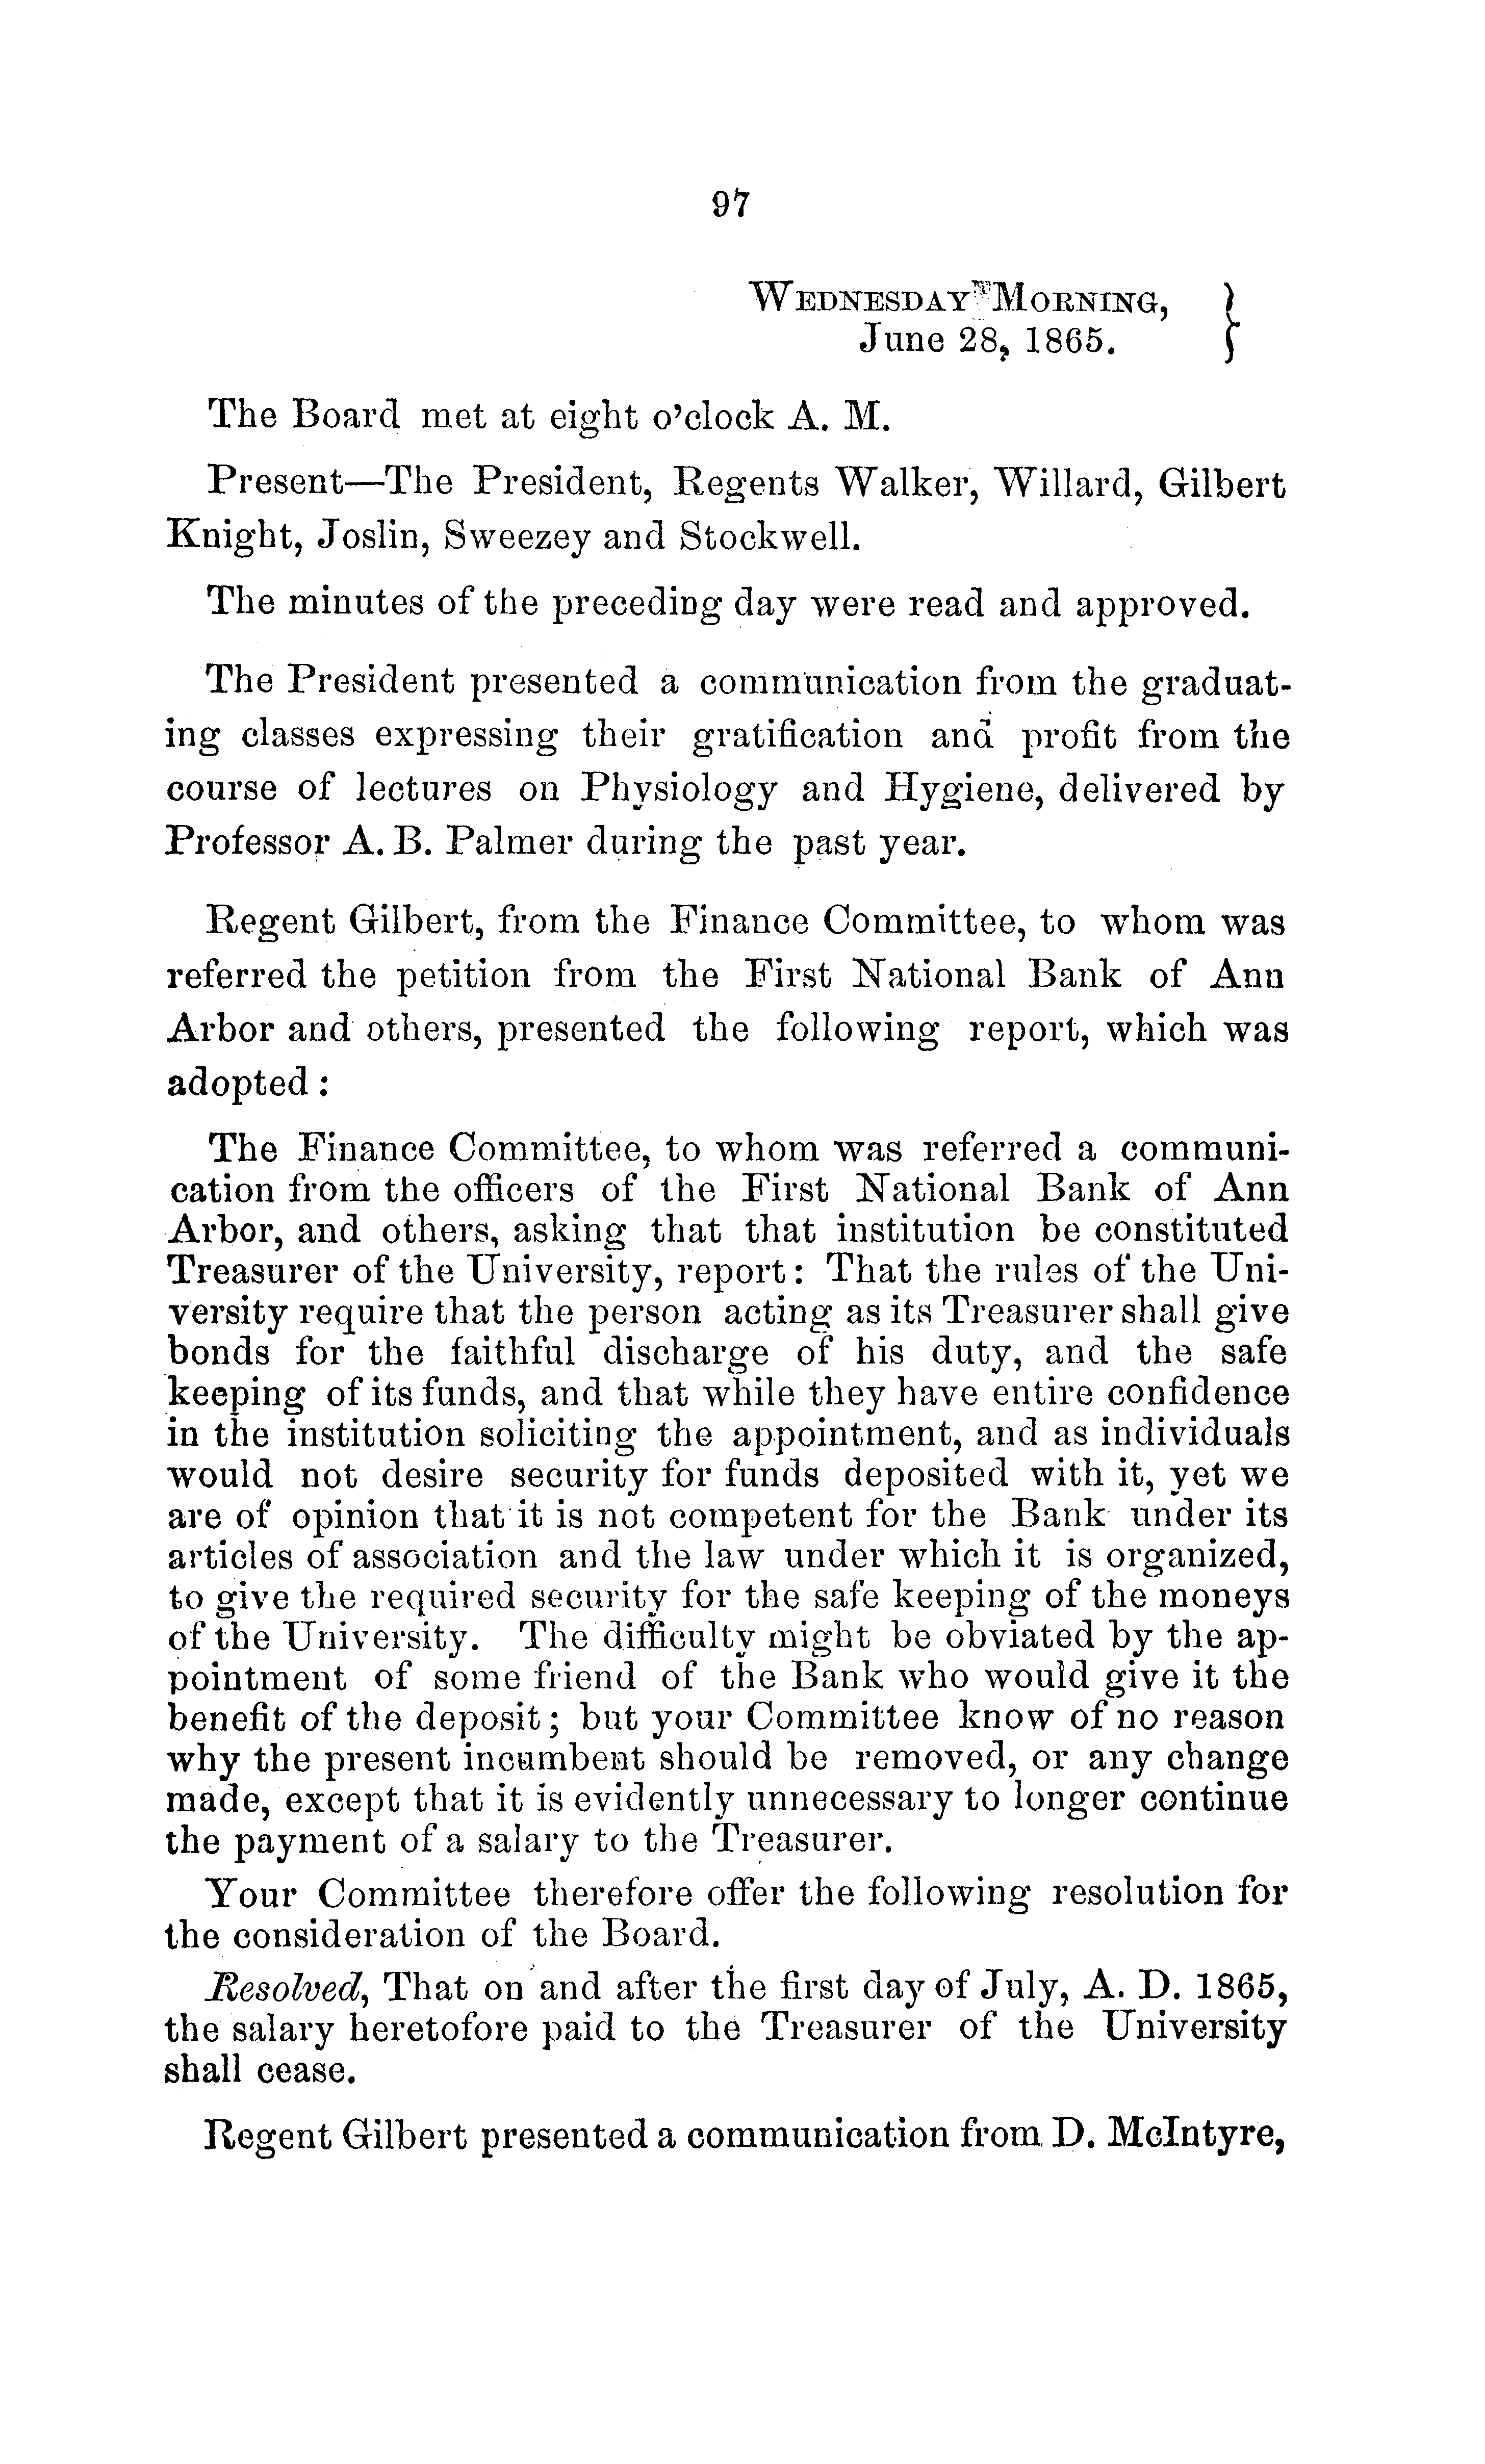 97
WEDNESDAY MORNING,
June 28, 1865. }
The Board met at eight o'clock A. M.
Present—The President, Regents Walker, Willard, Gilbert
Knight, Joslin, Sweezey and Stockwell.
The minutes of the preceding day were read and approved.
The President presented a communication from the graduat-
ing classes expressing their gratification and profit from the
course of lectures on Physiology and Hygiene, delivered by
Professor A. B. Palmer during the past year.
Regent Gilbert, from the Finance Committee, to whom was
referred the petition from the First National Bank of Ann
Arbor and others, presented the following report, which was
adopted:
The Finance Committee, to whom was referred a communi-
cation from the officers of the First National Bank of Ann
Arbor, and others, asking that that institution be constituted
Treasurer of the University, report: That the rules of the Uni-
versity require that the person acting as its Treasurer shall give
bonds for the faithful discharge of his duty, and the safe
keeping of its funds, and that while they have entire confidence
in the institution soliciting the appointment, and as individuals
would not desire security for funds deposited with it, yet we
are of opinion that it is not competent for the Bank under its
articles of association and the law under which it is organized,
to give the required security for the safe keeping of the moneys
of the University. The difficulty might be obviated by the ap-
pointment of some friend of the Bank who would give it the
benefit of the deposit; but your Committee know of no reason
why the present incumbent should be removed, or any change
made, except that it is evidently unnecessary to longer continue
the payment of a salary to the Treasurer.
Your Committee therefore offer the following resolution for
the consideration of the Board.
Resolved, That on and after the first day of July, A. D. 1865,
the salary heretofore paid to the Treasurer of the University
shall cease.
Regent Gilbert presented a communication from D. McIntyre,